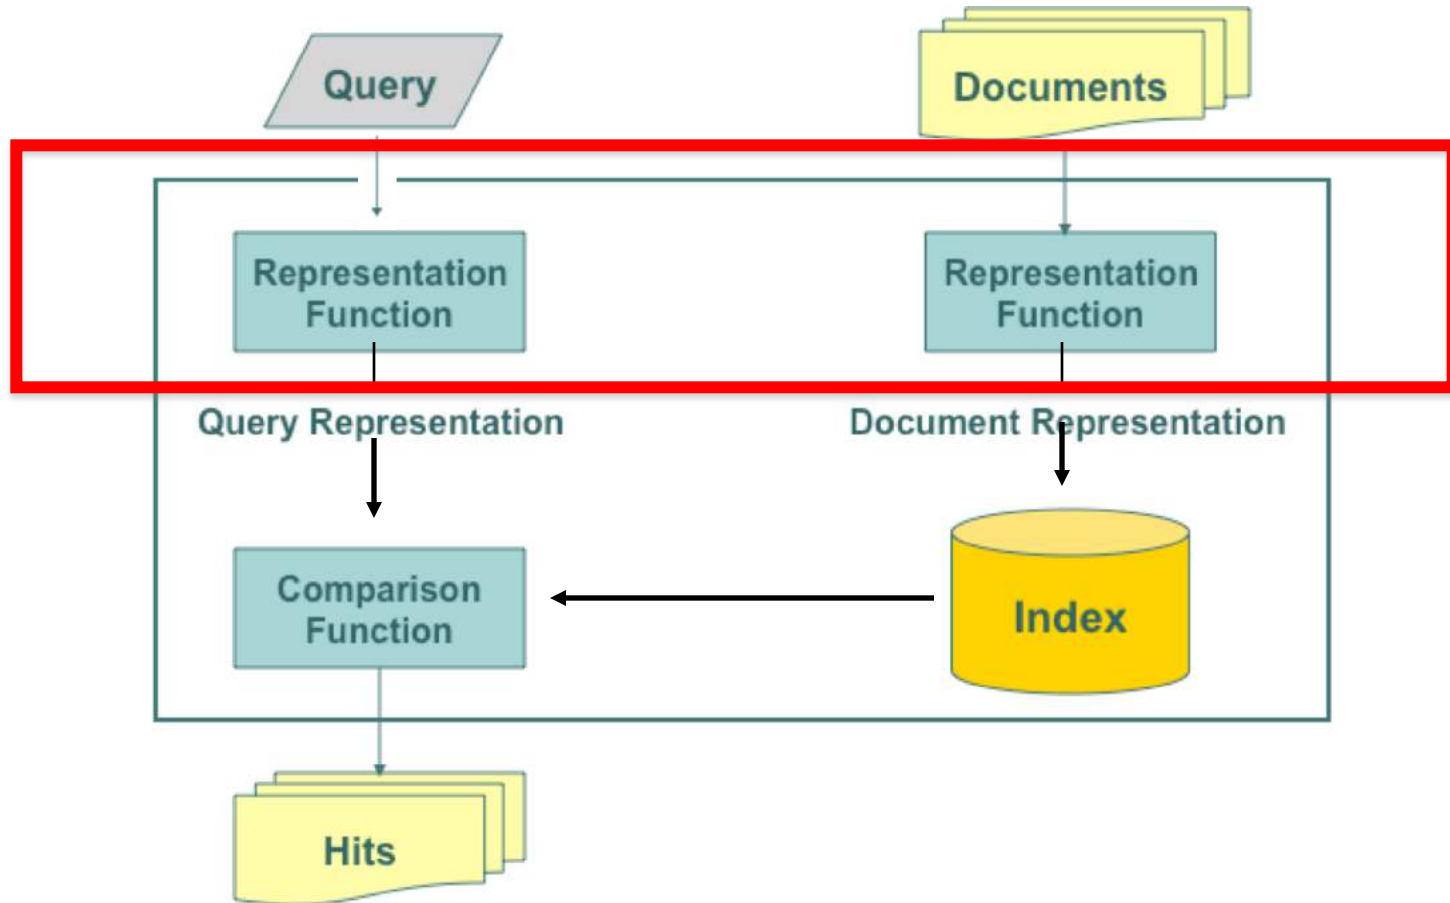 Query
Documents
Representation
Function
Representation
Function
Query Representation
Document Representation
Comparison
Function
Index
Hits